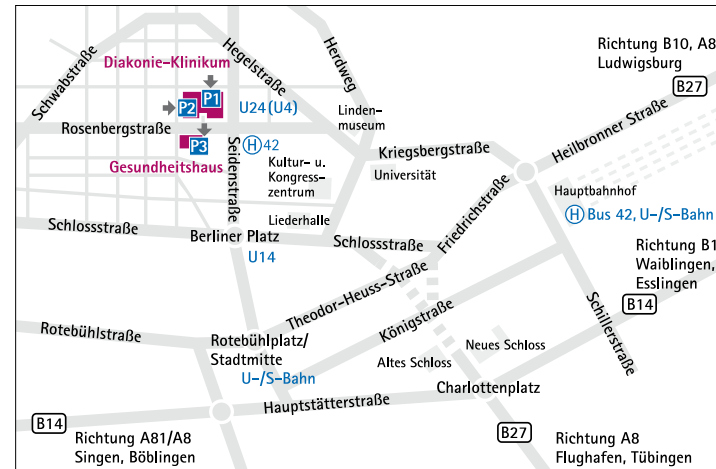 Schwabstraße
Hegelstraße
Herdweg
Richtung B10, A8
Ludwigsburg
B27
Diakonie-Klinikum
P1
P2
U24 (U4)
Linden-
museum
Heilbronner Straße
Rosenbergstraße
P3
H 42
Seidenstraße
Kriegsbergstraße
Gesundheitshaus
Kultur- u.
Kongress-
zentrum
Universität
Hauptbahnhof
H Bus 42, U-/S-Bahn
Liederhalle
Friedrichstraße
Schlossstraße
Berliner Platz
Schlossstraße
U14
Richtung B1
Waiblingen,
Esslingen
B14
Theodor-Heuss-Straße
Schillerstraße
Rotebühlstraße
Rotebühlplatz/
Stadtmitte
U-/S-Bahn
Königstraße
Neues Schloss
Altes Schloss
Charlottenplatz
Hauptstätterstraße
B14
Richtung A81/A8
Singen, Böblingen
B27
Richtung A8
Flughafen, Tübingen